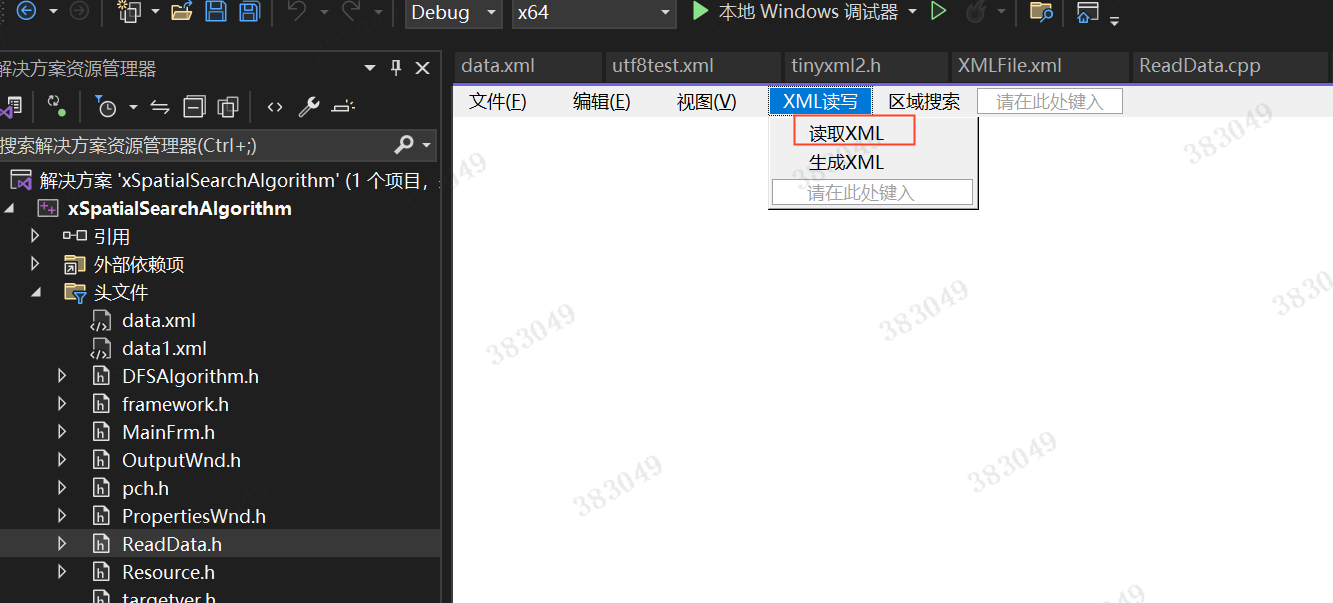 Debug x64 本地 Windows 调试器
解决方案资源管理器
data.xml utf8test.xml tinyxml2.h XMLFile.xml ReadData.cpp
文件(F) 编辑(E) 视图(V) XML读写 区域搜索 请在此处键入
读取XML
生成XML
请在此处键入
搜索解决方案资源管理器(Ctrl+;)
解决方案 'xSpatialSearchAlgorithm' (1 个项目，
xSpatialSearchAlgorithm
引用
外部依赖项
头文件
data.xml
data1.xml
DFSAlgorithm.h
framework.h
MainFrm.h
OutputWnd.h
pch.h
PropertiesWnd.h
ReadData.h
Resource.h
targetver.h
383049
383049
383049
383049
383049